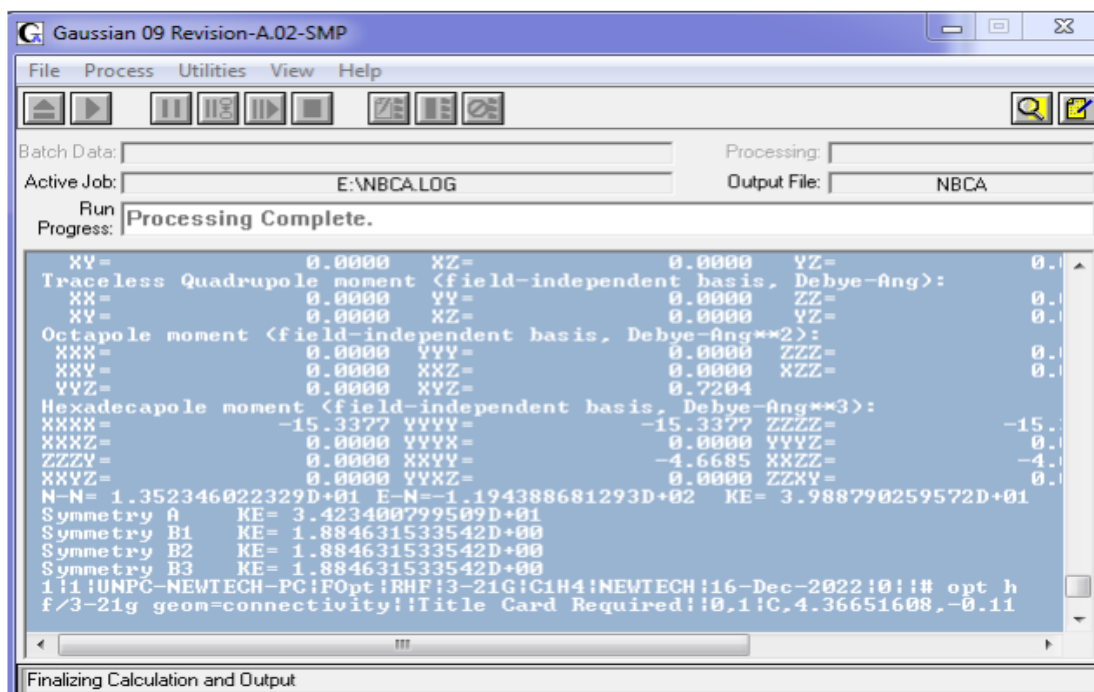 Gaussian 09 Revision-A.02-SMP
File Process Utilities View Help
Batch Data: Processing:
Active Job: E:\NBCA.LOG Output File: NBCA
Run Progress: Processing Complete.
XY= 0.0000 XZ= 0.0000 YZ= 0.
Traceless Quadrupole moment (field-independent basis, Debye-Ang):
XX= 0.0000 YY= 0.0000 ZZ= 0.
XY= 0.0000 XZ= 0.0000 YZ= 0.
Octapole moment (field-independent basis, Debye-Ang**2):
XXX= 0.0000 YYY= 0.0000 ZZZ= 0.
XXY= 0.0000 XXZ= 0.0000 XZZ= 0.
YYZ= 0.0000 XYZ= 0.7204
Hexadecapole moment (field-independent basis, Debye-Ang**3):
XXXX= -15.3377 YYYY= -15.3377 ZZZZ= -15.
XXXZ= 0.0000 YYYX= 0.0000 YYYZ= 0.
ZZZY= 0.0000 XXYY= -4.6685 XXZZ= -4.
XXYZ= 0.0000 YYXZ= 0.0000 ZZXY= 0.
N-N= 1.352346022329D+01 E-N=-1.194388681293D+02 KE= 3.988790259572D+01
Symmetry A KE= 3.423400799509D+01
Symmetry B1 KE= 1.884631533542D+00
Symmetry B2 KE= 1.884631533542D+00
Symmetry B3 KE= 1.884631533542D+00
1|1|UNPC-NEWTECH-PC|FOpt|RHF|3-21G|C1H4|NEWTECH|16-Dec-2022|0||# opt h
f/3-21g geom=connectivity||Title Card Required||0,1|C,4.36651608,-0.11
Finalizing Calculation and Output